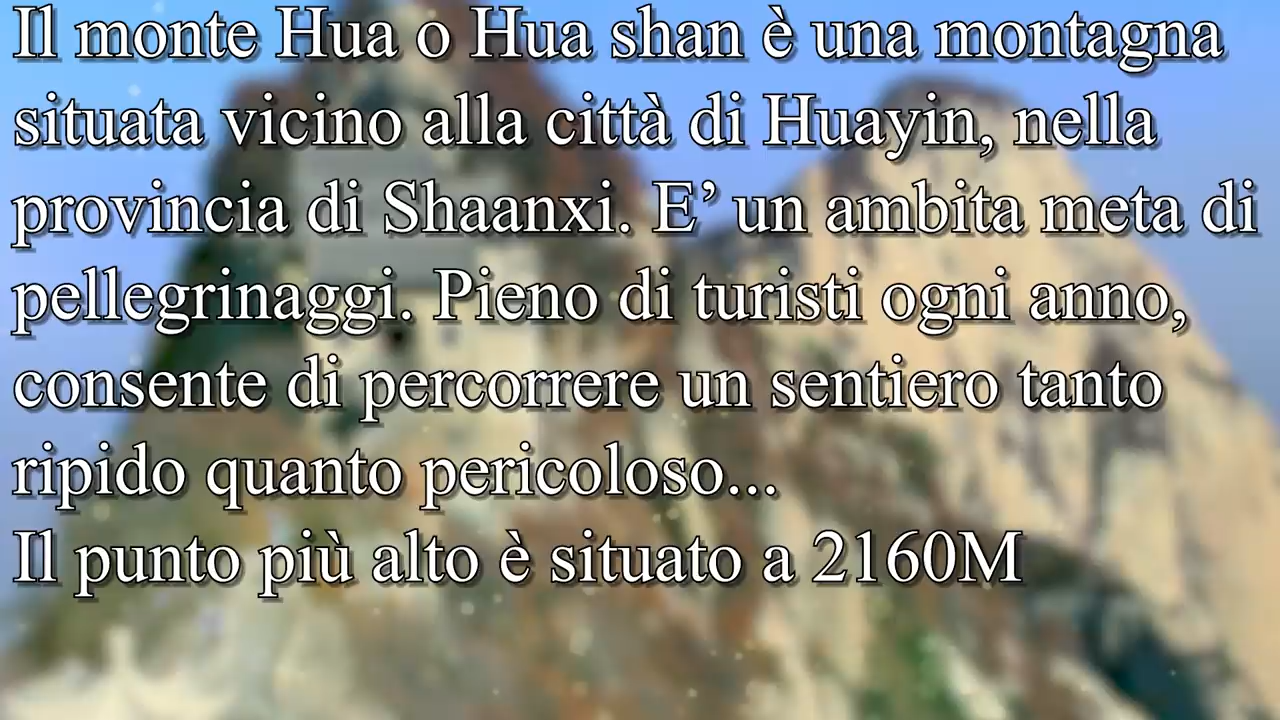 Il monte Hua o Hua shan è una montagna
situata vicino alla città di Huayin, nella
provincia di Shaanxi. E’ un ambita meta di
pellegrinaggi. Pieno di turisti ogni anno,
consente di percorrere un sentiero tanto
ripido quanto pericoloso...
Il punto più alto è situato a 2160M